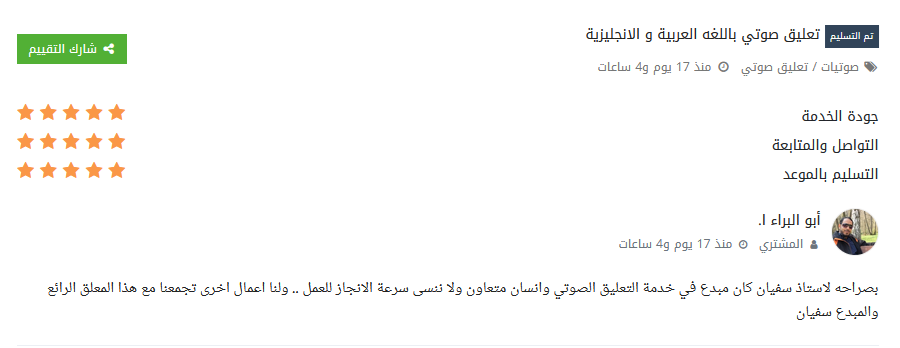 تم التسليم تعليق صوتي باللغه العربية و الانجليزية
شارك التقييم
صوتيات / تعليق صوتي منذ 17 يوم و4 ساعات
جودة الخدمة
التواصل والمتابعة
التسليم بالموعد
أبو البراء ا.
المشتري منذ 17 يوم و4 ساعات
بصراحه لاستاذ سفيان كان مبدع في خدمة التعليق الصوتي وانسان متعاون ولا ننسى سرعة الانجاز للعمل .. ولنا اعمال اخرى تجمعنا مع هذا المعلق الرائع
والمبدع سفيان